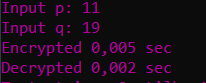 Input p: 11
Input q: 19
Encrypted 0,005 sec
Decrypted 0,002 sec